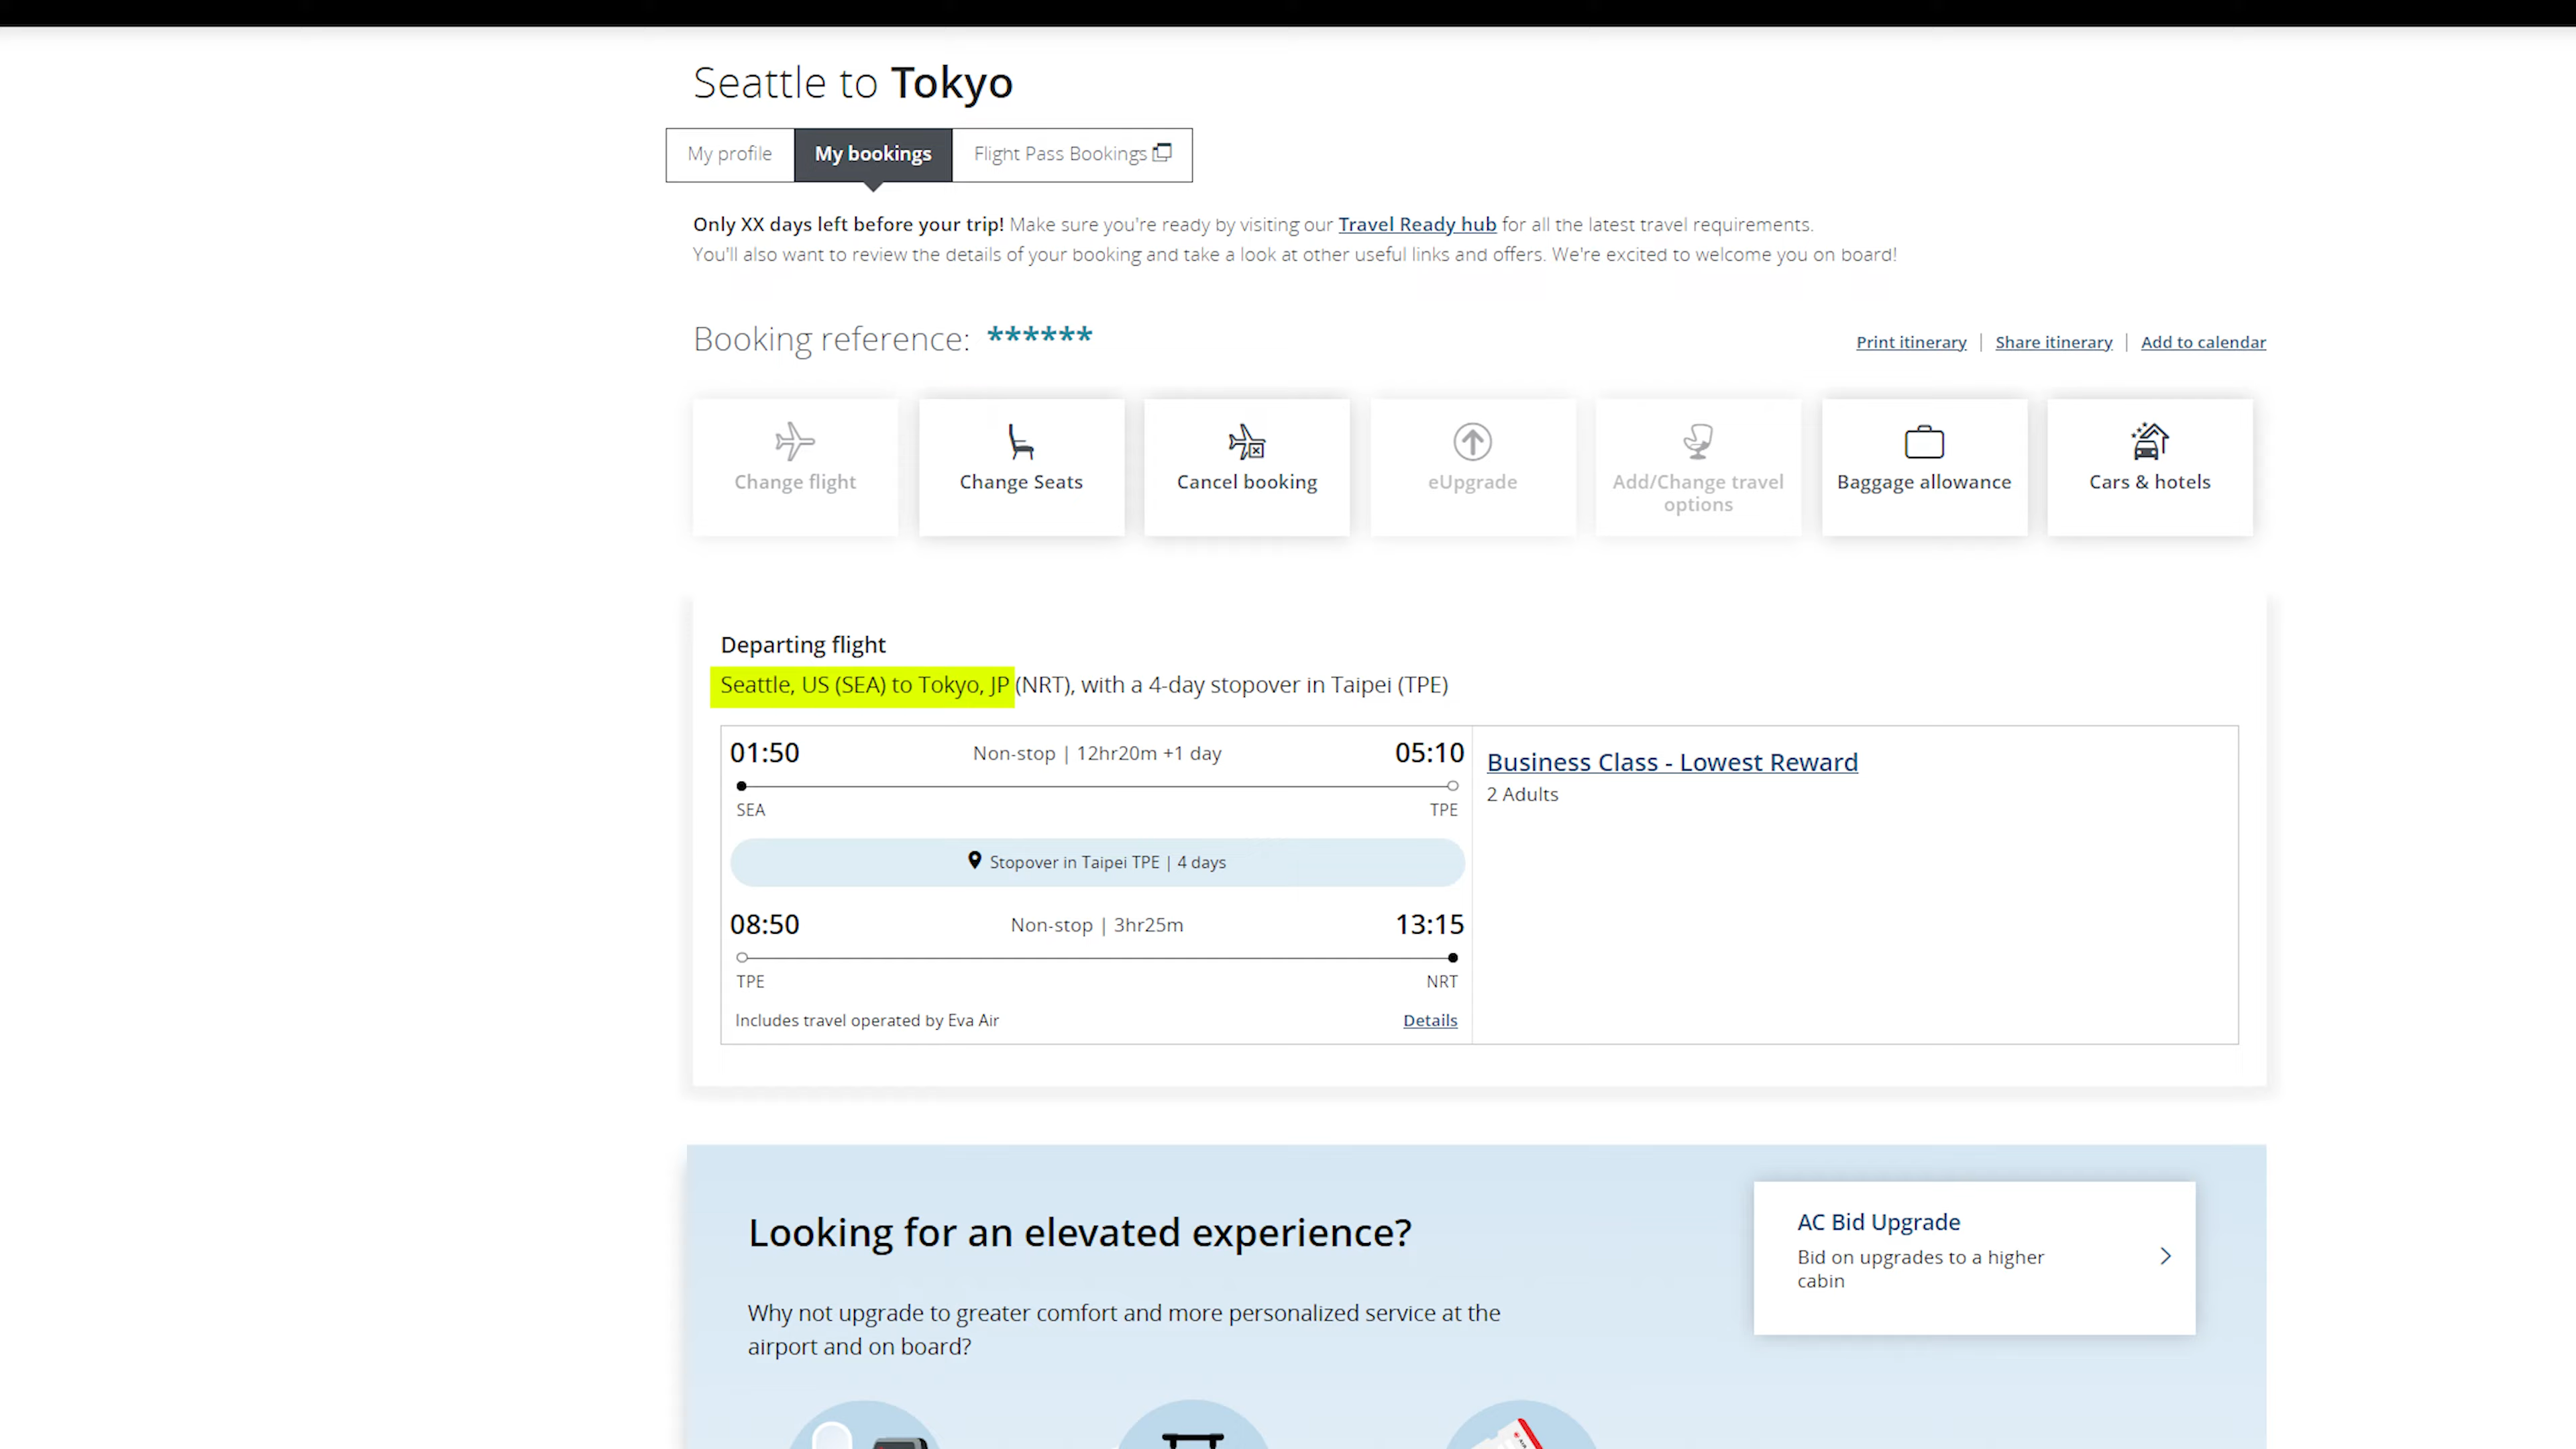 Seattle to Tokyo
My profile
My bookings
Flight Pass Bookings
Only XX days left before your trip! Make sure you're ready by visiting our Travel Ready hub for all the latest travel requirements.
You'll also want to review the details of your booking and take a look at other useful links and offers. We're excited to welcome you on board!
Booking reference: ******
Print itinerary | Share itinerary | Add to calendar
Change flight
Change Seats
Cancel booking
eUpgrade
Add/Change travel
options
Baggage allowance
Cars & hotels
Departing flight
Seattle, US (SEA) to Tokyo, JP (NRT), with a 4-day stopover in Taipei (TPE)
01:50
Non-stop | 12hr20m +1 day
05:10
SEA
TPE
Stopover in Taipei TPE | 4 days
08:50
Non-stop | 3hr25m
13:15
TPE
NRT
Includes travel operated by Eva Air
Details
Business Class - Lowest Reward
2 Adults
Looking for an elevated experience?
Why not upgrade to greater comfort and more personalized service at the
airport and on board?
AC Bid Upgrade
Bid on upgrades to a higher
cabin